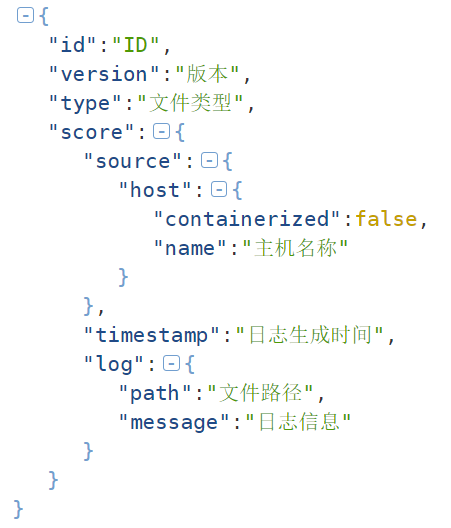 {
"id":"ID",
"version":"版本",
"type":"文件类型",
"score":{
"source":{
"host":{
"containerized":false,
"name":"主机名称"
}
},
"timestamp":"日志生成时间",
"log":{
"path":"文件路径",
"message":"日志信息"
}
}
}